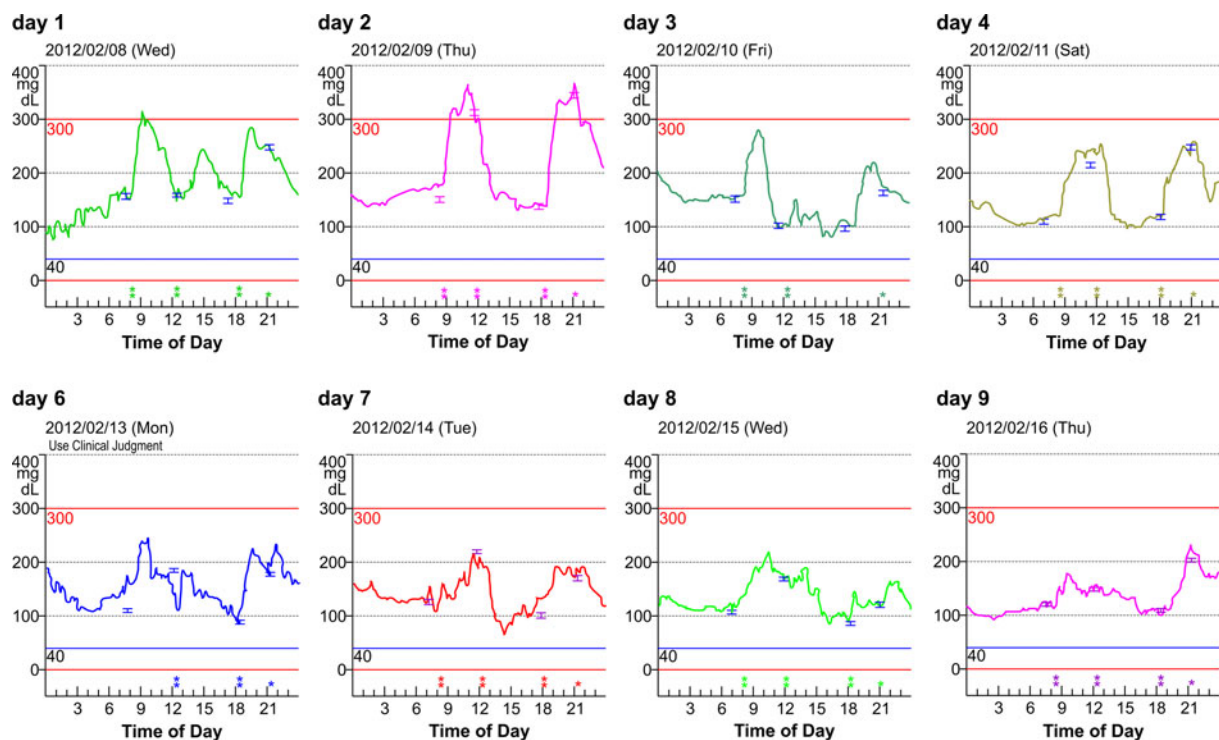 day 1
2012/02/08 (Wed)
400
mg
dL
300
300
200
100
40
0
3 6 9 12 15 18 21
Time of Day
day 2
2012/02/09 (Thu)
400
mg
dL
300
300
200
100
40
0
3 6 9 12 15 18 21
Time of Day
day 3
2012/02/10 (Fri)
400
mg
dL
300
300
200
100
40
0
3 6 9 12 15 18 21
Time of Day
day 4
2012/02/11 (Sat)
400
mg
dL
300
300
200
100
40
0
3 6 9 12 15 18 21
Time of Day
day 6
2012/02/13 (Mon)
Use Clinical Judgment
400
mg
dL
300
300
200
100
40
0
3 6 9 12 15 18 21
Time of Day
day 7
2012/02/14 (Tue)
400
mg
dL
300
300
200
100
40
0
3 6 9 12 15 18 21
Time of Day
day 8
2012/02/15 (Wed)
400
mg
dL
300
300
200
100
40
0
3 6 9 12 15 18 21
Time of Day
day 9
2012/02/16 (Thu)
400
mg
dL
300
300
200
100
40
0
3 6 9 12 15 18 21
Time of Day